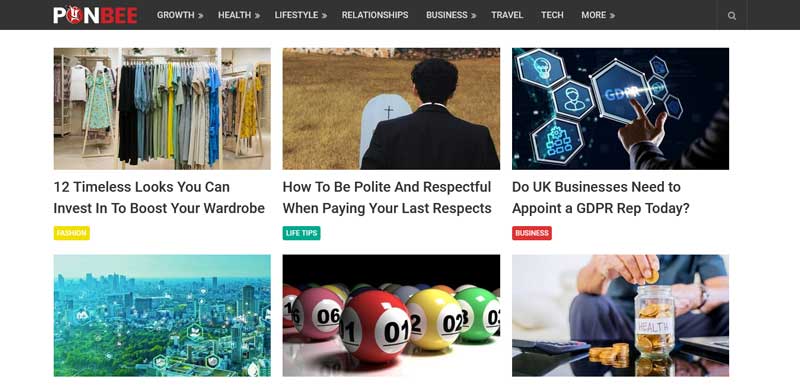 PONBEE GROWTH HEALTH LIFESTYLE RELATIONSHIPS BUSINESS TRAVEL TECH MORE
GDPR
12 Timeless Looks You Can
Invest In To Boost Your Wardrobe
FASHION
How To Be Polite And Respectful
When Paying Your Last Respects
LIFE TIPS
Do UK Businesses Need to
Appoint a GDPR Rep Today?
BUSINESS
16 06 01 02 03
HEALTH